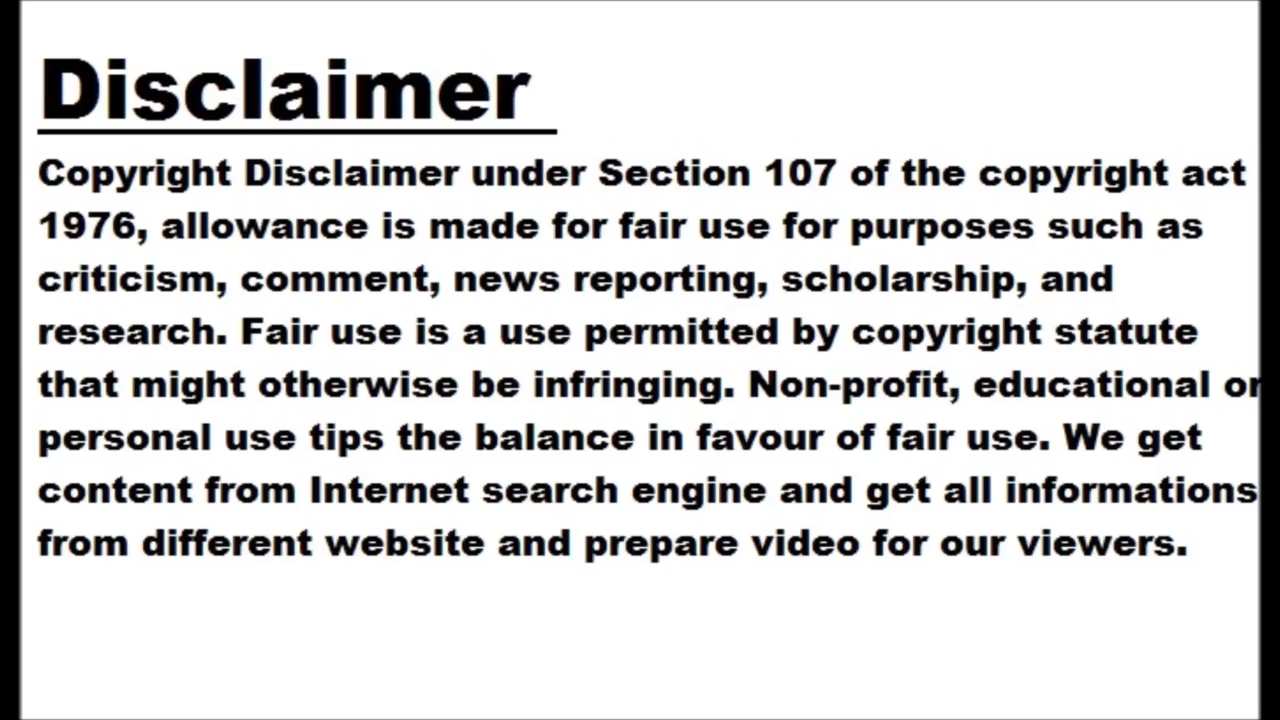 Disclaimer
Copyright Disclaimer under Section 107 of the copyright act
1976, allowance is made for fair use for purposes such as
criticism, comment, news reporting, scholarship, and
research. Fair use is a use permitted by copyright statute
that might otherwise be infringing. Non-profit, educational or
personal use tips the balance in favour of fair use. We get
content from Internet search engine and get all informations
from different website and prepare video for our viewers.